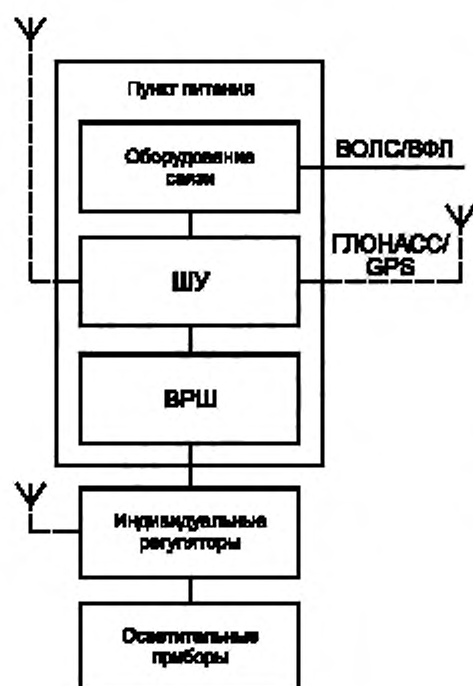 Пункт питания
Оборудование
связи
ВОЛС/ВФЛ
ШУ
ГЛОНАСС/
GPS
ВРШ
Индивидуальные
регуляторы
Осветительные
приборы